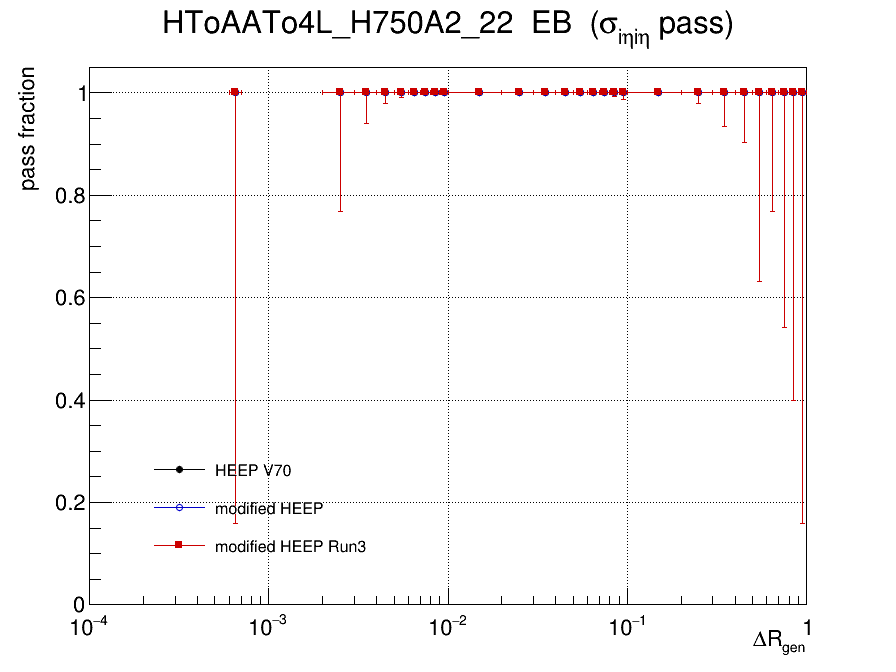 HToAATo4L_H750A2_22 EB (σiηiη pass)
pass fraction
1
0.8
0.6
0.4
0.2
0
HEEP V70
modified HEEP
modified HEEP Run3
10⁻⁴ 10⁻³ 10⁻² 10⁻¹ 1
ΔRgen